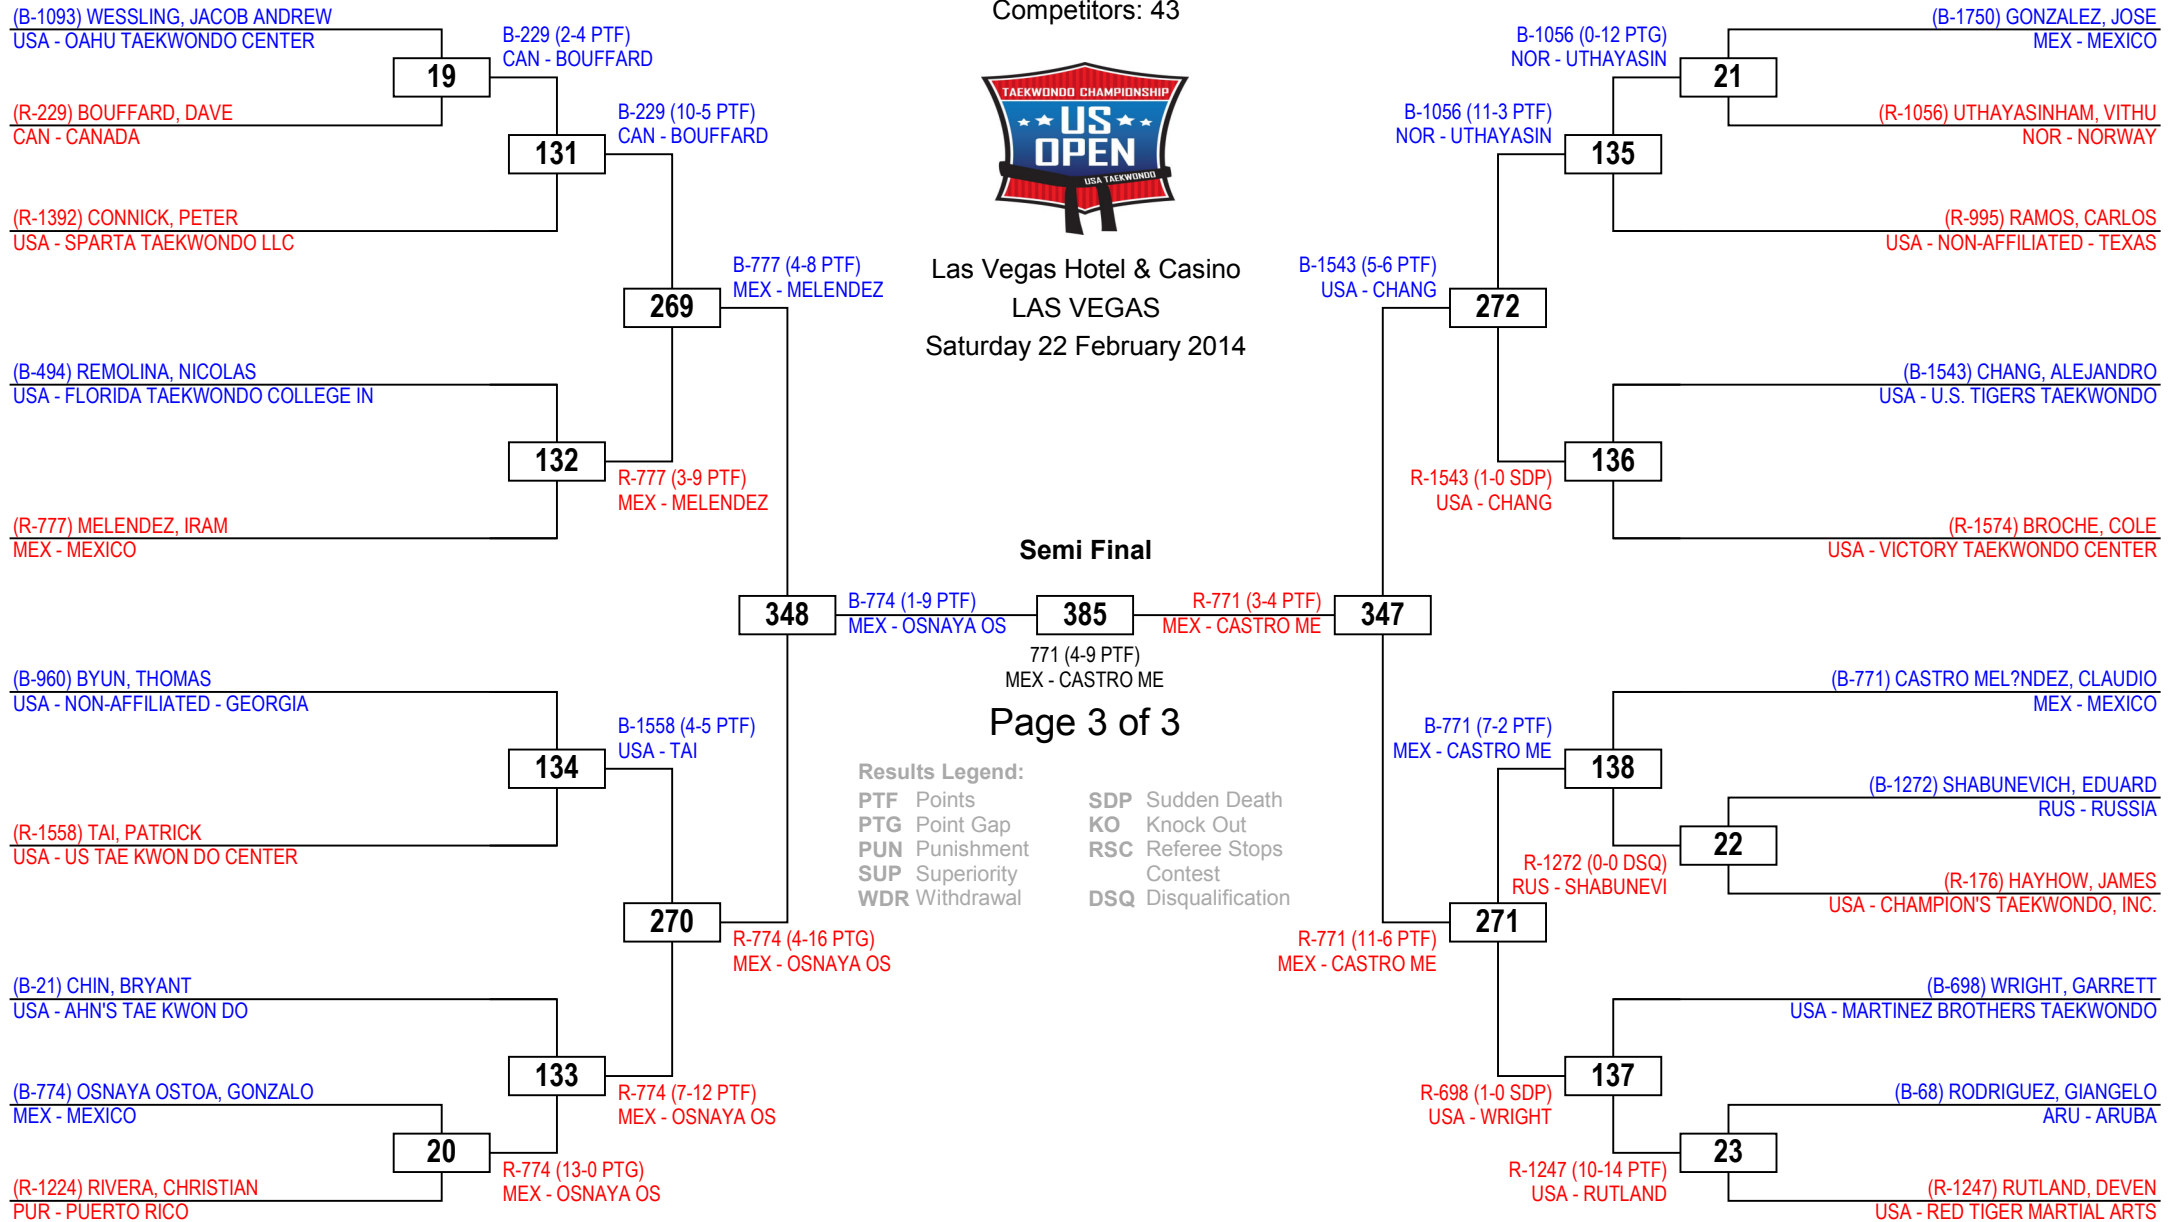 Competitors: 43
TAEKWONDO CHAMPIONSHIP
US
OPEN
USA TAEKWONDO
Las Vegas Hotel & Casino
LAS VEGAS
Saturday 22 February 2014
(B-1093) WESSLING, JACOB ANDREW
USA - OAHU TAEKWONDO CENTER
19
(R-229) BOUFFARD, DAVE
CAN - CANADA
B-229 (2-4 PTF)
CAN - BOUFFARD
131
(R-1392) CONNICK, PETER
USA - SPARTA TAEKWONDO LLC
B-229 (10-5 PTF)
CAN - BOUFFARD
269
(B-494) REMOLINA, NICOLAS
USA - FLORIDA TAEKWONDO COLLEGE IN
132
(R-777) MELENDEZ, IRAM
MEX - MEXICO
R-777 (3-9 PTF)
MEX - MELENDEZ
B-777 (4-8 PTF)
MEX - MELENDEZ
348
(B-960) BYUN, THOMAS
USA - NON-AFFILIATED - GEORGIA
134
(R-1558) TAI, PATRICK
USA - US TAE KWON DO CENTER
B-1558 (4-5 PTF)
USA - TAI
270
(B-21) CHIN, BRYANT
USA - AHN'S TAE KWON DO
133
(B-774) OSNAYA OSTOA, GONZALO
MEX - MEXICO
20
(R-1224) RIVERA, CHRISTIAN
PUR - PUERTO RICO
R-774 (13-0 PTG)
MEX - OSNAYA OS
R-774 (7-12 PTF)
MEX - OSNAYA OS
R-774 (4-16 PTG)
MEX - OSNAYA OS
Semi Final
B-774 (1-9 PTF)
MEX - OSNAYA OS
385
R-771 (3-4 PTF)
MEX - CASTRO ME
771 (4-9 PTF)
MEX - CASTRO ME
Page 3 of 3
Results Legend:
PTF Points
PTG Point Gap
PUN Punishment
SUP Superiority
WDR Withdrawal
SDP Sudden Death
KO Knock Out
RSC Referee Stops
Contest
DSQ Disqualification
(B-1750) GONZALEZ, JOSE
MEX - MEXICO
21
(R-1056) UTHAYASINHAM, VITHU
NOR - NORWAY
B-1056 (0-12 PTG)
NOR - UTHAYASIN
135
(R-995) RAMOS, CARLOS
USA - NON-AFFILIATED - TEXAS
B-1056 (11-3 PTF)
NOR - UTHAYASIN
272
(B-1543) CHANG, ALEJANDRO
USA - U.S. TIGERS TAEKWONDO
136
(R-1574) BROCHE, COLE
USA - VICTORY TAEKWONDO CENTER
R-1543 (1-0 SDP)
USA - CHANG
B-1543 (5-6 PTF)
USA - CHANG
347
(B-771) CASTRO MEL?NDEZ, CLAUDIO
MEX - MEXICO
138
(B-1272) SHABUNEVICH, EDUARD
RUS - RUSSIA
22
(R-176) HAYHOW, JAMES
USA - CHAMPION'S TAEKWONDO, INC.
R-1272 (0-0 DSQ)
RUS - SHABUNEVI
B-771 (7-2 PTF)
MEX - CASTRO ME
271
R-771 (11-6 PTF)
MEX - CASTRO ME
(B-698) WRIGHT, GARRETT
USA - MARTINEZ BROTHERS TAEKWONDO
137
R-698 (1-0 SDP)
USA - WRIGHT
(B-68) RODRIGUEZ, GIANGELO
ARU - ARUBA
23
R-1247 (10-14 PTF)
USA - RUTLAND
(R-1247) RUTLAND, DEVEN
USA - RED TIGER MARTIAL ARTS